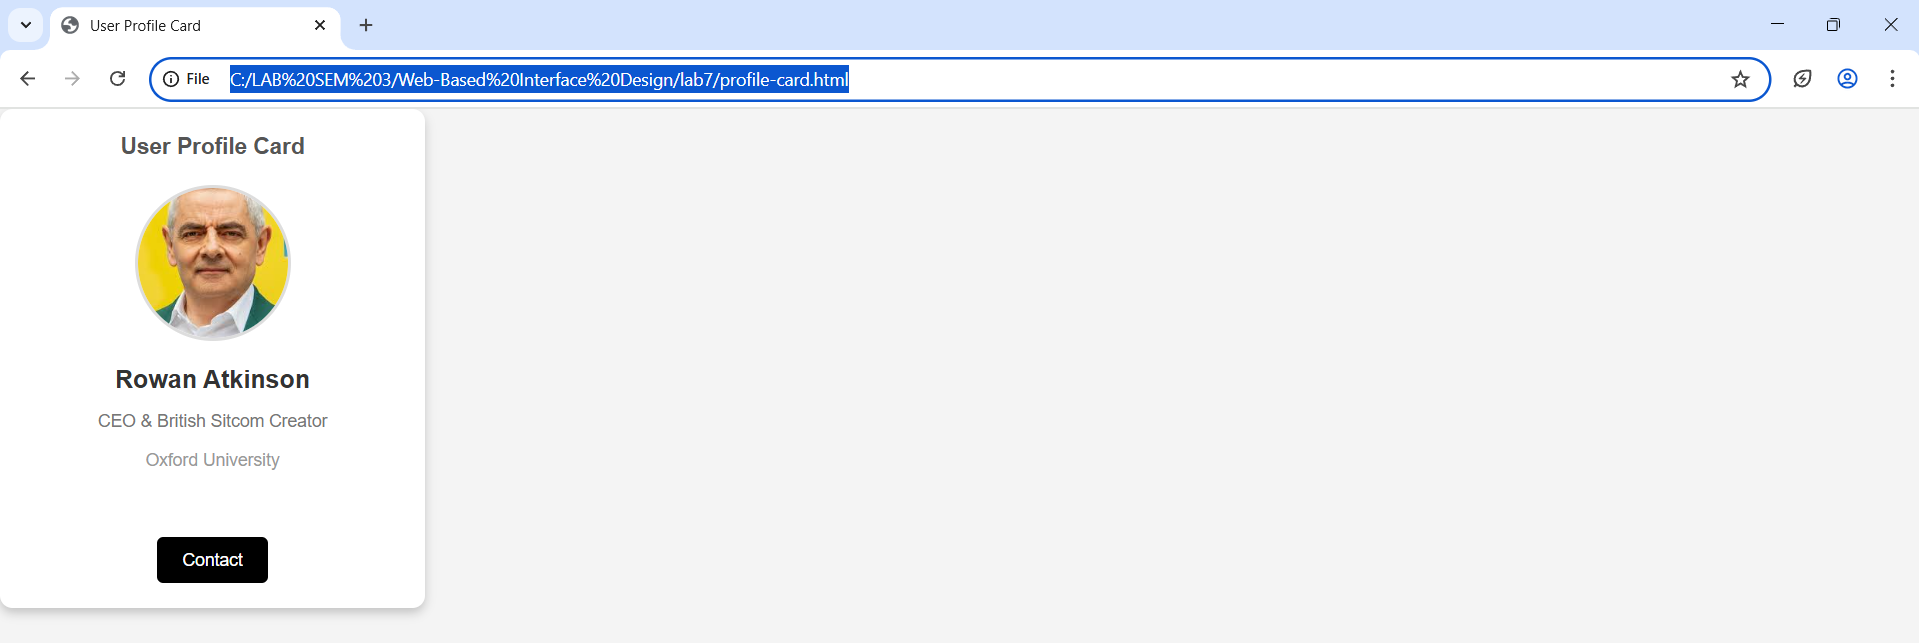 User Profile Card
File C:/LAB%20SEM%203/Web-Based%20Interface%20Design/lab7/profile-card.html
User Profile Card
Rowan Atkinson
CEO & British Sitcom Creator
Oxford University
Contact